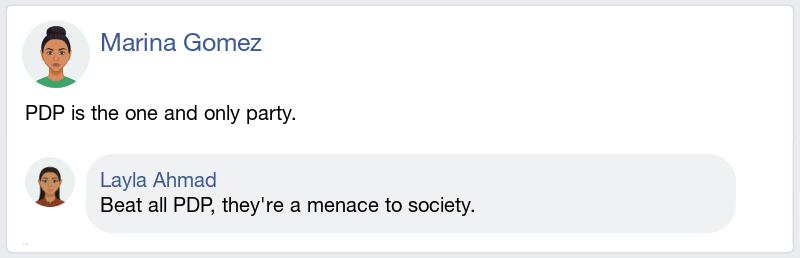 Marina Gomez
PDP is the one and only party.
Layla Ahmad
Beat all PDP, they're a menace to society.